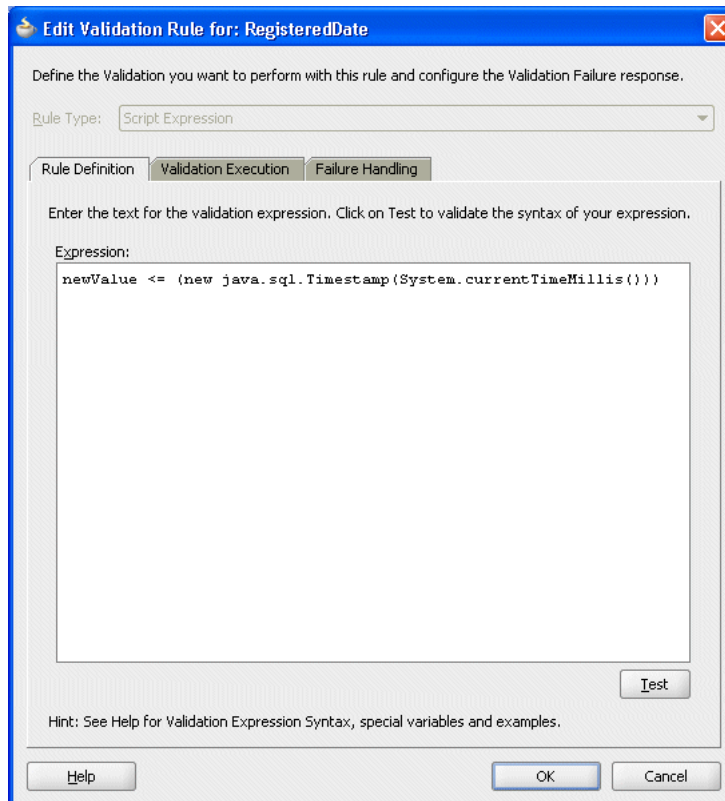 Edit Validation Rule for: RegisteredDate
Define the Validation you want to perform with this rule and configure the Validation Failure response.
Rule Type: Script Expression
Rule Definition Validation Execution Failure Handling
Enter the text for the validation expression. Click on Test to validate the syntax of your expression.
Expression:
newValue <= (new java.sql.Timestamp(System.currentTimeMillis()))
Test
Hint: See Help for Validation Expression Syntax, special variables and examples.
Help OK Cancel